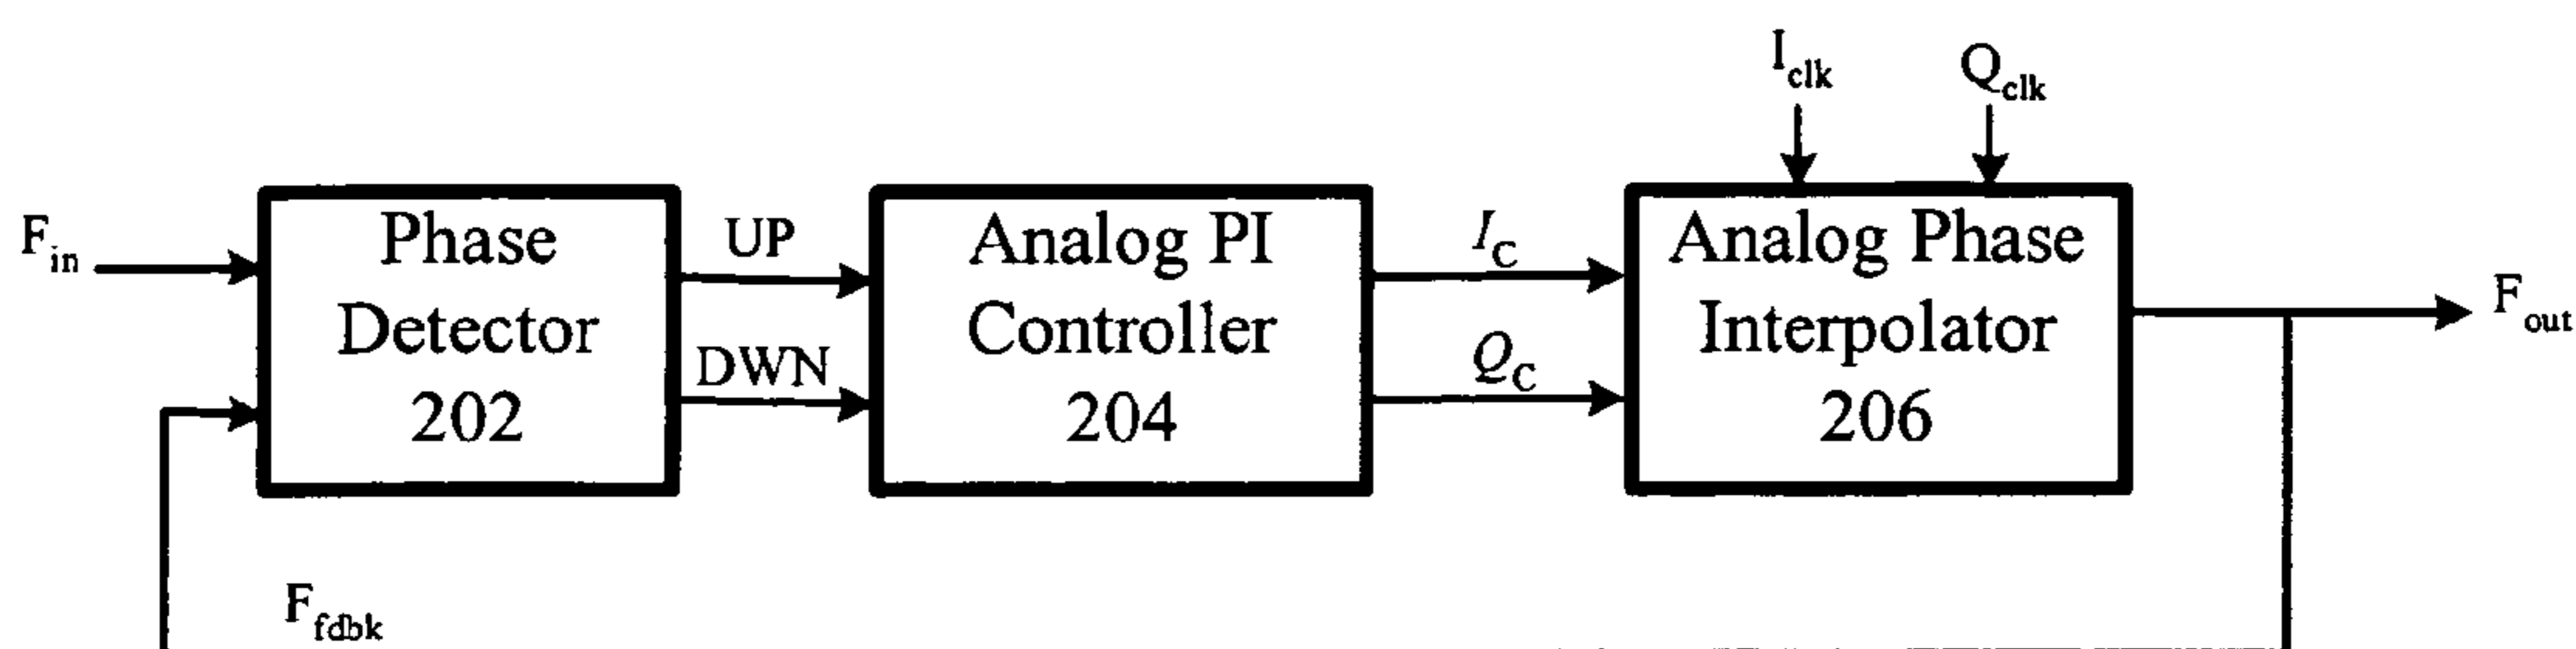 I_clk
Q_clk
F_in
Phase
Detector
202
UP
DWN
Analog PI
Controller
204
I_C
Q_C
Analog Phase
Interpolator
206
F_out
F_fdbk